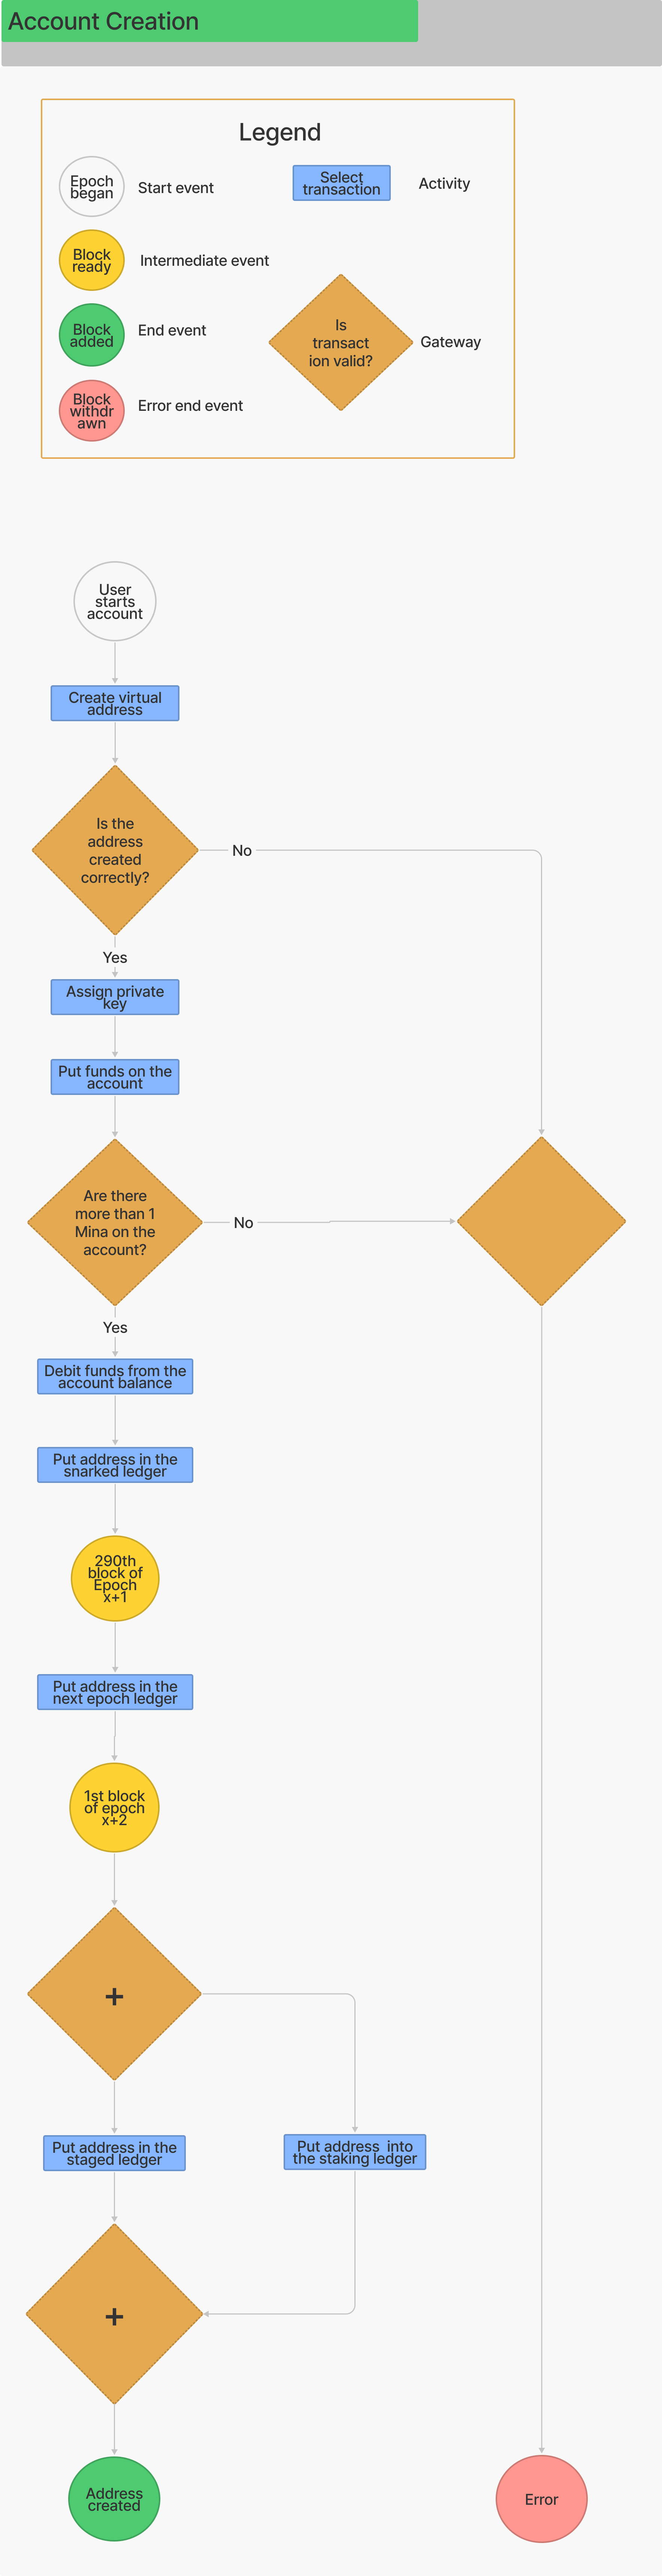 Account Creation
Legend
Epoch
began
Start event
Select
transaction
Activity
Block
ready
Intermediate event
Block
added
End event
Is
transact
ion valid?
Gateway
Block
withdr
awn
Error end event
User
starts
account
Create virtual
address
Is the
address
created
correctly?
No
Yes
Assign private
key
Put funds on the
account
Are there
more than 1
Mina on the
account?
No
Yes
Debit funds from the
account balance
Put address in the
snarked ledger
290th
block of
Epoch
x+1
Put address in the
next epoch ledger
1st block
of epoch
x+2
+
Put address in the
staged ledger
Put address into
the staking ledger
+
Address
created
Error